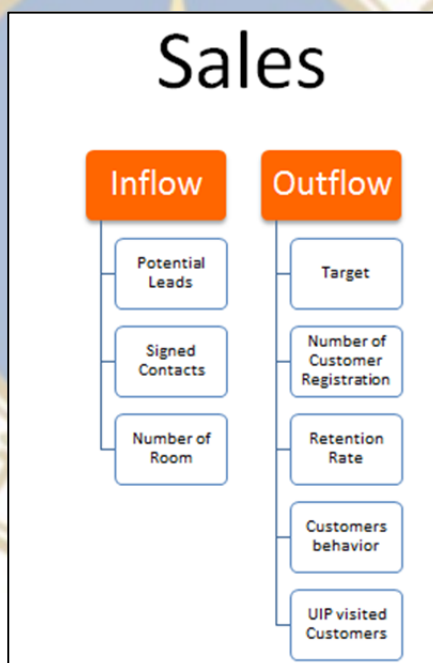 Sales
Inflow
Potential
Leads
Signed
Contacts
Number of
Room
Outflow
Target
Number of
Customer
Registration
Retention
Rate
Customers
behavior
UIP visited
Customers